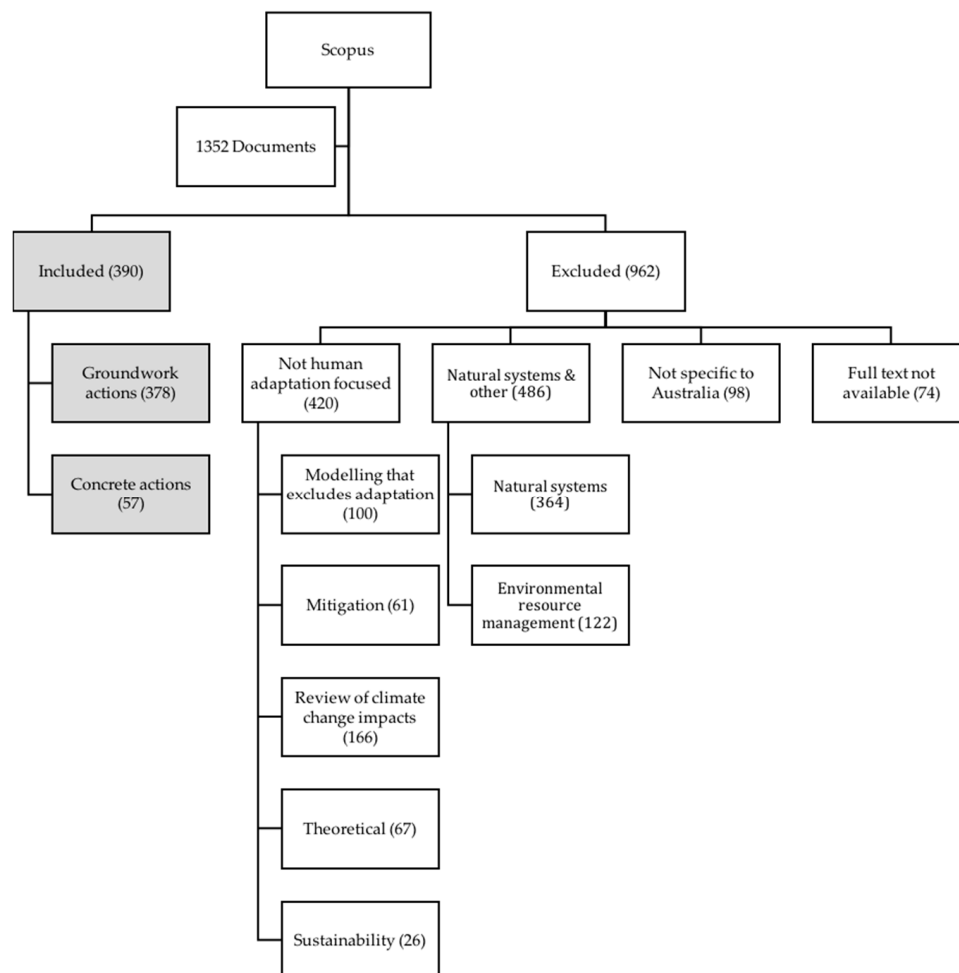 Scopus
1352 Documents
Included (390)
Excluded (962)
Groundwork
actions (378)
Concrete actions
(57)
Not human
adaptation focused
(420)
Natural systems &
other (486)
Not specific to
Australia (98)
Full text not
available (74)
Modelling that
excludes adaptation
(100)
Mitigation (61)
Review of climate
change impacts
(166)
Theoretical (67)
Sustainability (26)
Natural systems
(364)
Environmental
resource
management (122)